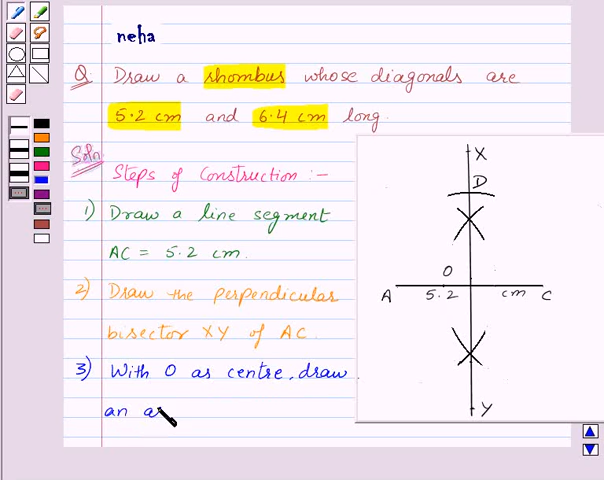 neha
Q. Draw a rhombus whose diagonals are
5.2 cm and 6.4 cm long.
Soln.
Steps of Construction :-
1) Draw a line segment
AC = 5.2 cm.
2) Draw the perpendicular
bisector XY of AC.
3) With O as centre, draw
an a
X
D
O
A 5.2 cm C
Y